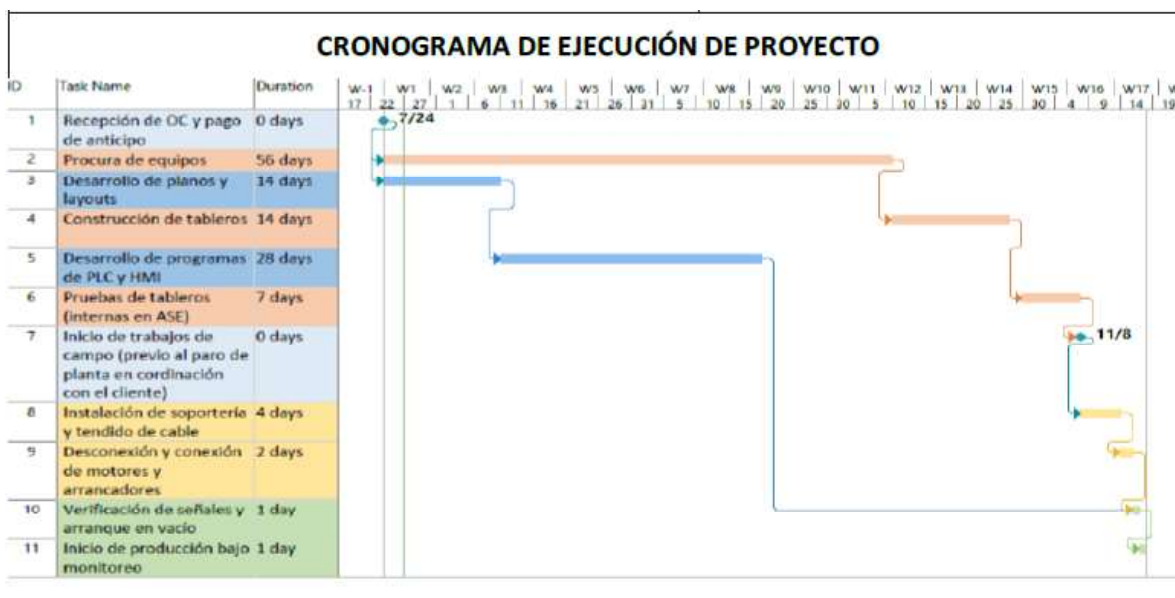 CRONOGRAMA DE EJECUCIÓN DE PROYECTO
ID Task Name Duration W-1 W1 W2 W3 W4 W5 W6 W7 W8 W9 W10 W11 W12 W13 W14 W15 W16 W17 W
17 22 27 1 6 11 16 21 26 31 5 10 15 20 25 30 5 10 15 20 25 30 4 9 14 19
1 Recepción de OC y pago 0 days 7/24
de anticipo
2 Procura de equipos 56 days
3 Desarrollo de planos y 14 days
layouts
4 Construcción de tableros 14 days
5 Desarrollo de programas 28 days
de PLC y HMI
6 Pruebas de tableros 7 days
(internas en ASE)
7 Inicio de trabajos de 0 days 11/8
campo (previo al paro de
planta en cordinación
con el cliente)
8 Instalación de soportería 4 days
y tendido de cable
9 Desconexión y conexión 2 days
de motores y
arrancadores
10 Verificación de señales y 1 day
arranque en vacío
11 Inicio de producción bajo 1 day
monitoreo